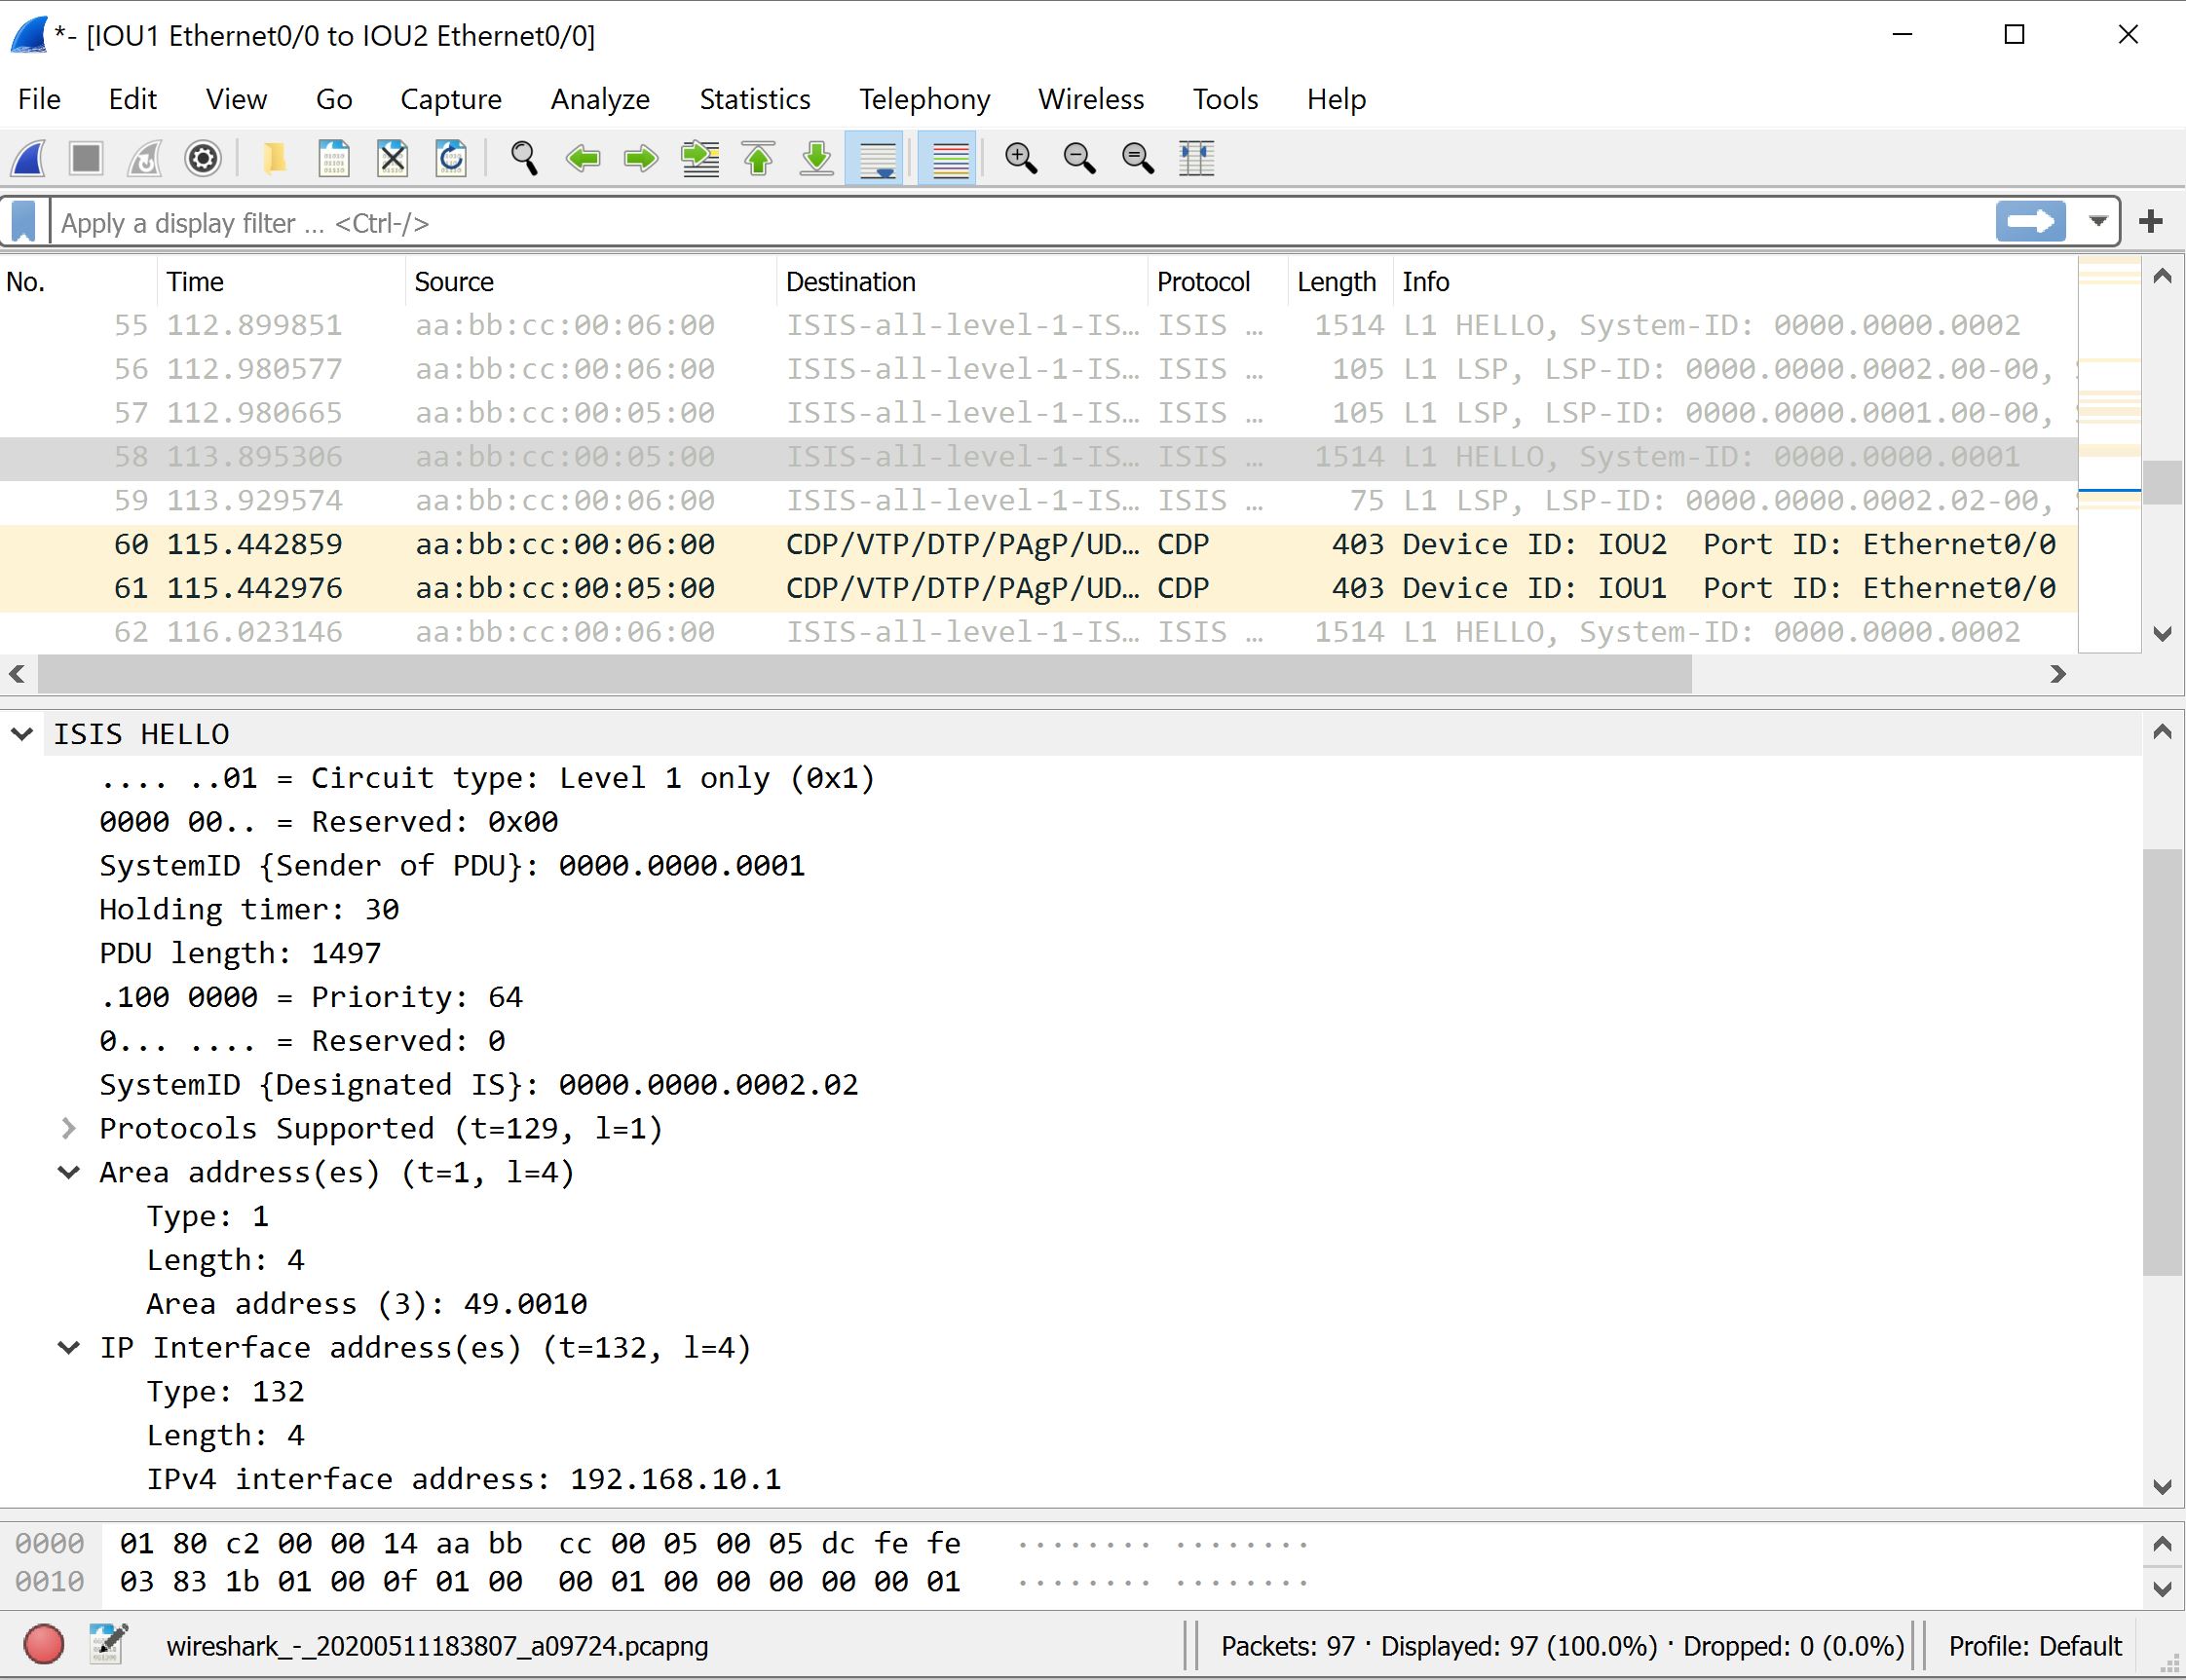 *- [IOU1 Ethernet0/0 to IOU2 Ethernet0/0]
File Edit View Go Capture Analyze Statistics Telephony Wireless Tools Help
Apply a display filter ... <Ctrl-/>
No. Time Source Destination Protocol Length Info
55 112.899851 aa:bb:cc:00:06:00 ISIS-all-level-1-IS… ISIS … 1514 L1 HELLO, System-ID: 0000.0000.0002
56 112.980577 aa:bb:cc:00:06:00 ISIS-all-level-1-IS… ISIS … 105 L1 LSP, LSP-ID: 0000.0000.0002.00-00,
57 112.980665 aa:bb:cc:00:05:00 ISIS-all-level-1-IS… ISIS … 105 L1 LSP, LSP-ID: 0000.0000.0001.00-00,
58 113.895306 aa:bb:cc:00:05:00 ISIS-all-level-1-IS… ISIS … 1514 L1 HELLO, System-ID: 0000.0000.0001
59 113.929574 aa:bb:cc:00:06:00 ISIS-all-level-1-IS… ISIS … 75 L1 LSP, LSP-ID: 0000.0000.0002.02-00,
60 115.442859 aa:bb:cc:00:06:00 CDP/VTP/DTP/PAgP/UD… CDP 403 Device ID: IOU2 Port ID: Ethernet0/0
61 115.442976 aa:bb:cc:00:05:00 CDP/VTP/DTP/PAgP/UD… CDP 403 Device ID: IOU1 Port ID: Ethernet0/0
62 116.023146 aa:bb:cc:00:06:00 ISIS-all-level-1-IS… ISIS … 1514 L1 HELLO, System-ID: 0000.0000.0002
ISIS HELLO
.... ..01 = Circuit type: Level 1 only (0x1)
0000 00.. = Reserved: 0x00
SystemID {Sender of PDU}: 0000.0000.0001
Holding timer: 30
PDU length: 1497
.100 0000 = Priority: 64
0... .... = Reserved: 0
SystemID {Designated IS}: 0000.0000.0002.02
Protocols Supported (t=129, l=1)
Area address(es) (t=1, l=4)
Type: 1
Length: 4
Area address (3): 49.0010
IP Interface address(es) (t=132, l=4)
Type: 132
Length: 4
IPv4 interface address: 192.168.10.1
0000 01 80 c2 00 00 14 aa bb cc 00 05 00 05 dc fe fe ········ ········
0010 03 83 1b 01 00 0f 01 00 00 01 00 00 00 00 00 01 ········ ········
wireshark_-_20200511183807_a09724.pcapng Packets: 97 · Displayed: 97 (100.0%) · Dropped: 0 (0.0%) Profile: Default